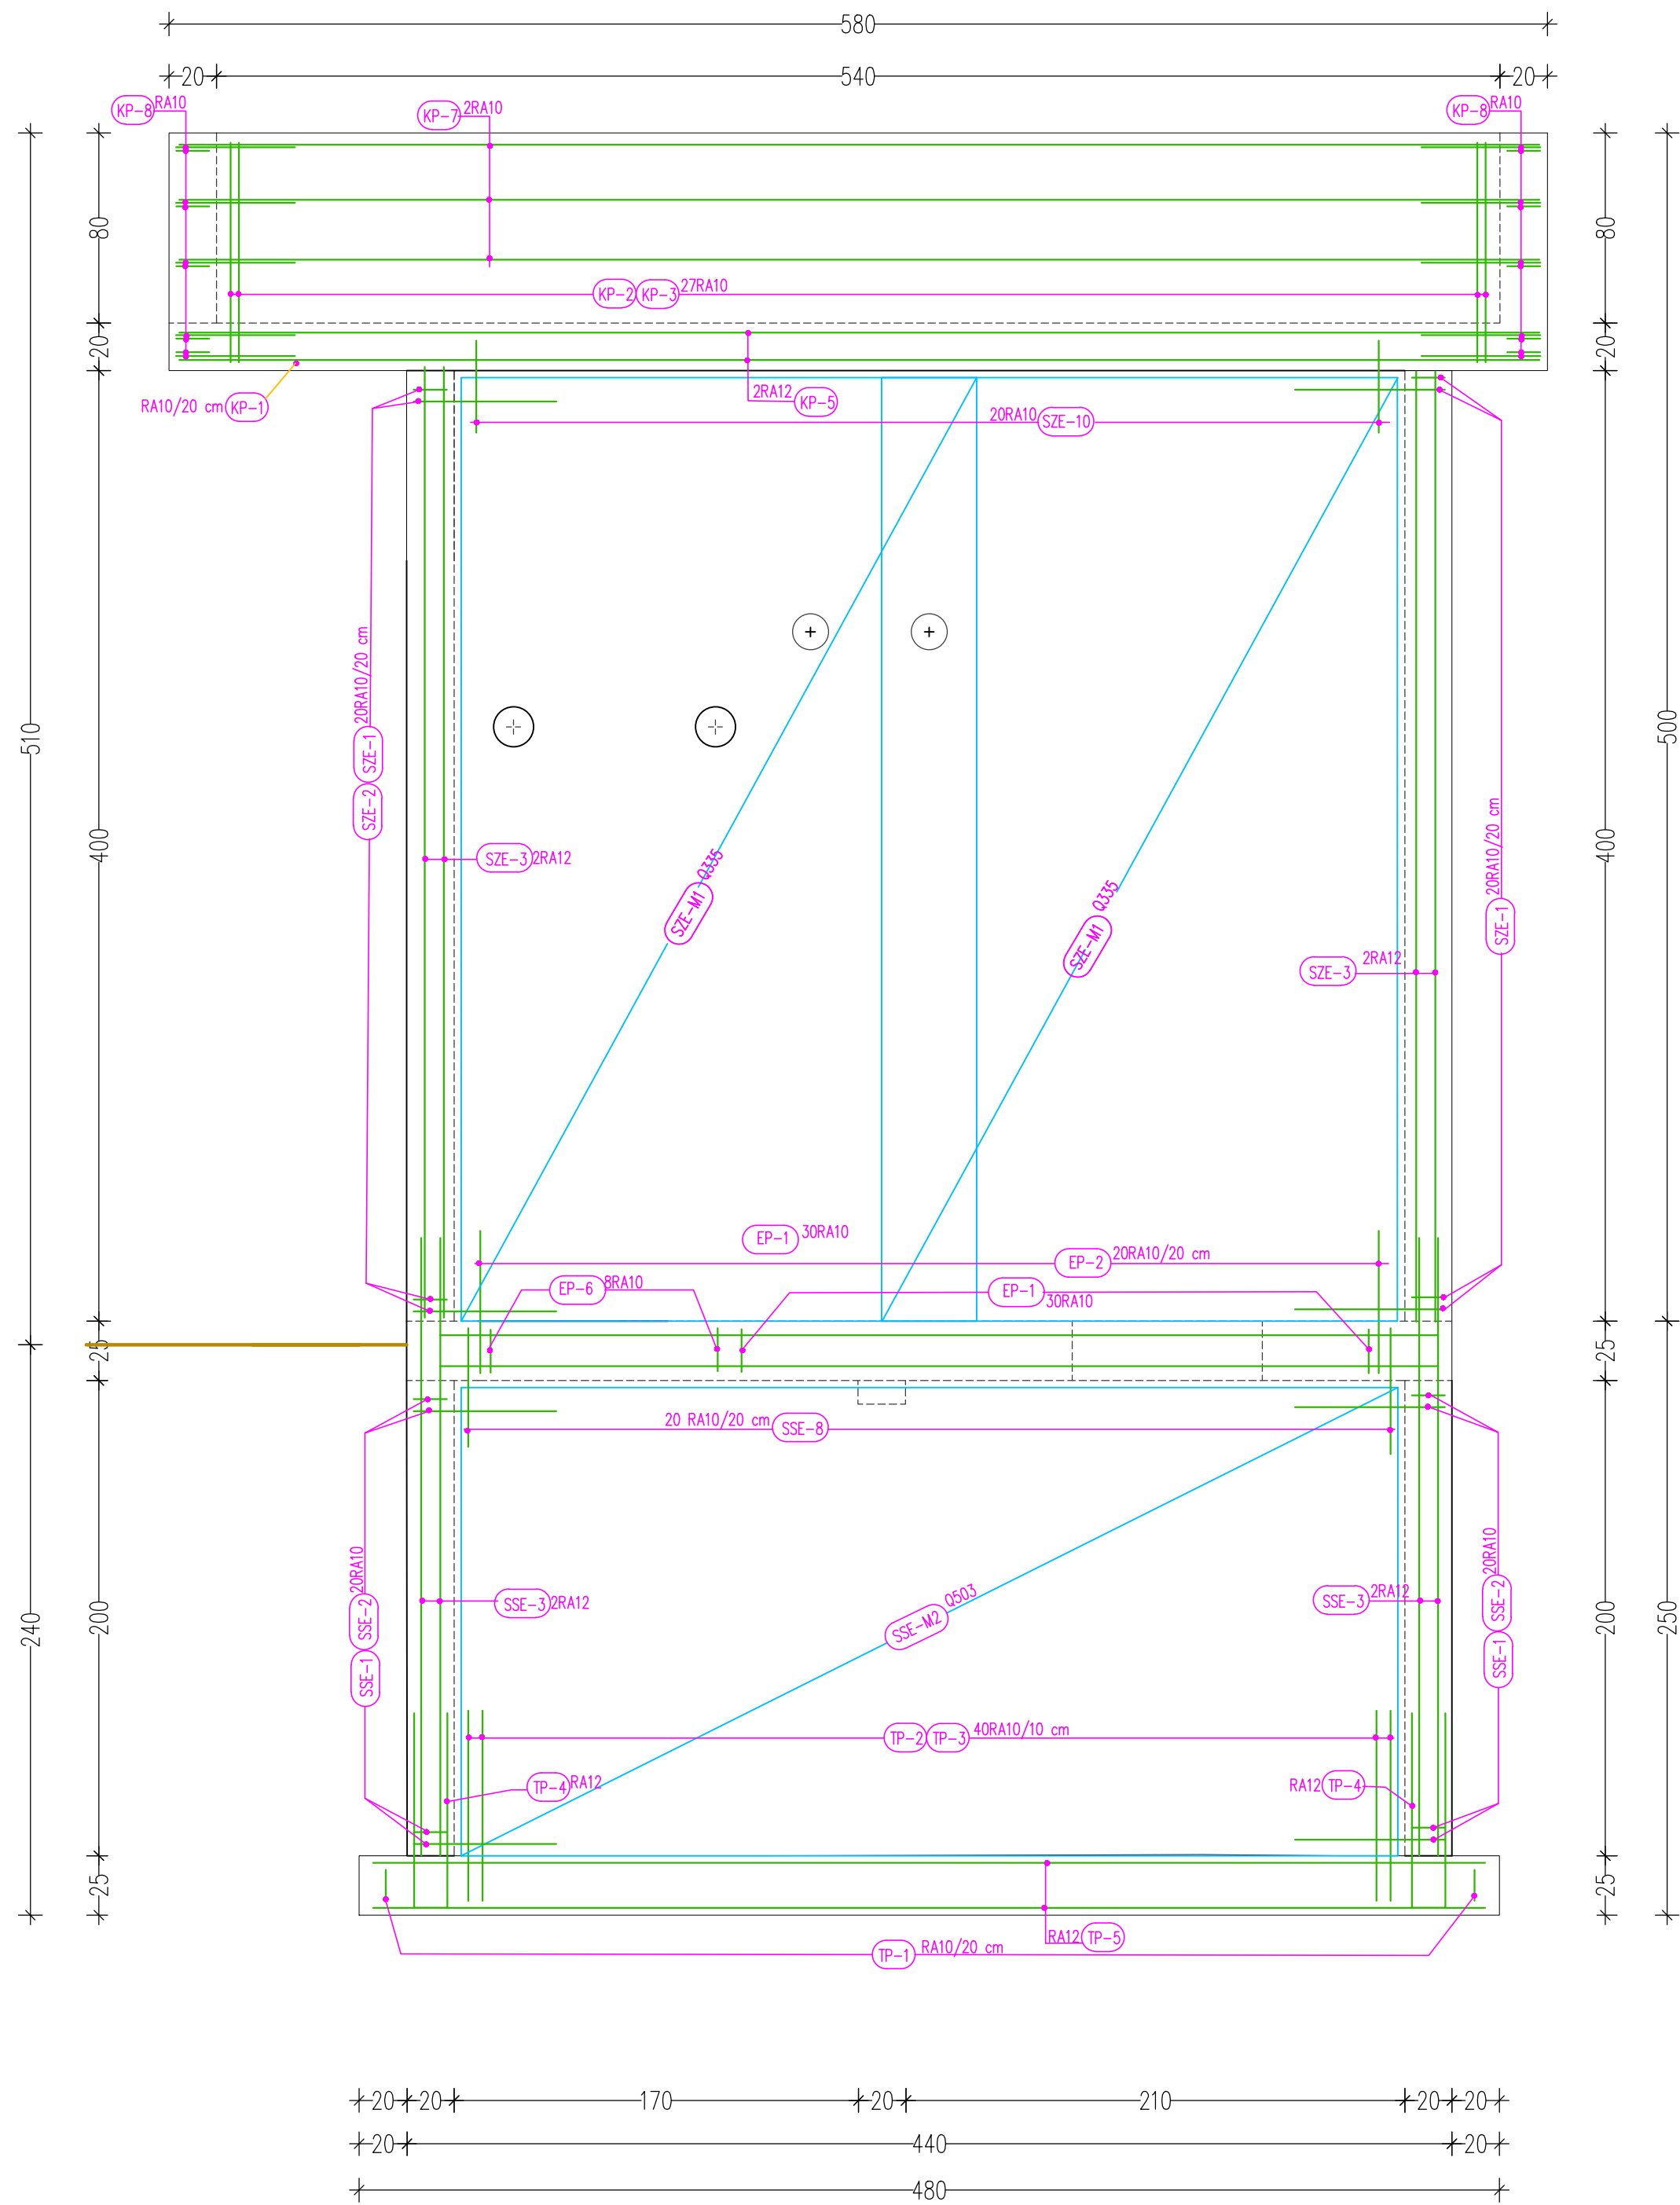 580
20 540 20
KP-8 RA10
KP-7 2RA10
KP-8 RA10
80
80
KP-2 KP-3 27RA10
20
20
RA10/20 cm KP-1
2RA12 KP-5
20RA10 SZE-10
510
500
400
400
SZE-2 SZE-1 20RA10/20 cm
SZE-1 20RA10/20 cm
SZE-3 2RA12
SZE-M1 Q335
SZE-M1 Q335
SZE-3 2RA12
EP-1 30RA10
EP-2 20RA10/20 cm
EP-6 8RA10
EP-1 30RA10
25
25
20 RA10/20 cm SSE-8
SSE-1 SSE-2 20RA10
SSE-1 SSE-2 20RA10
SSE-3 2RA12
SSE-M2 Q503
SSE-3 2RA12
240
200
200
250
TP-2 TP-3 40RA10/10 cm
TP-4 RA12
RA12 TP-4
25
25
RA12 TP-5
TP-1 RA10/20 cm
20 20 170 20 210 20 20
20 440 20
480